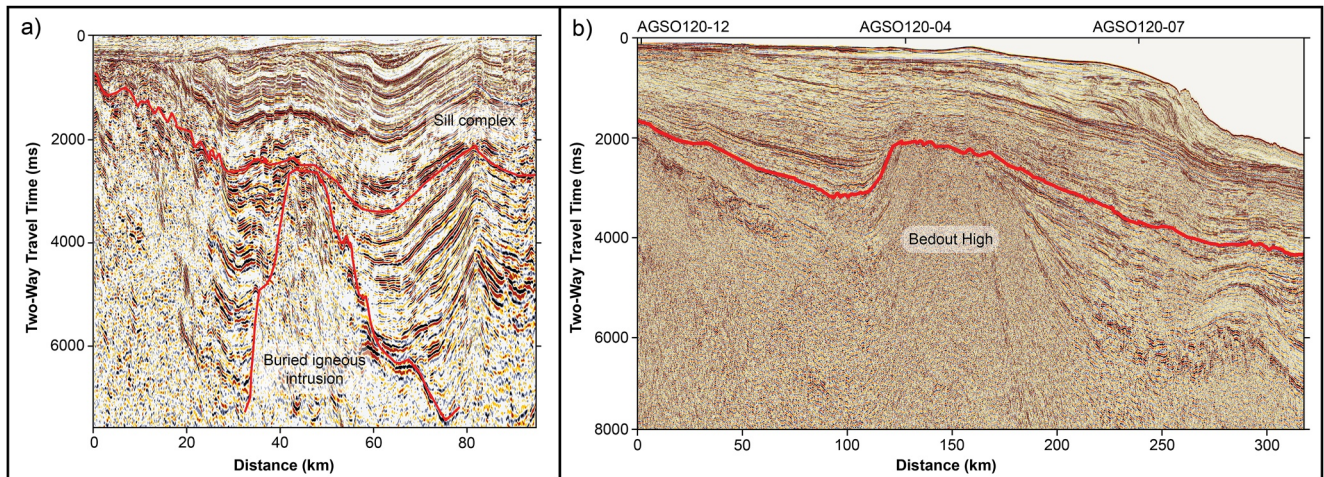 a)
0
2000
4000
6000
Two-Way Travel Time (ms)
Sill complex
Buried igneous
intrusion
0 20 40 60 80
Distance (km)
b)
AGSO120-12 AGSO120-04 AGSO120-07
0
2000
4000
6000
8000
Two-Way Travel Time (ms)
Bedout High
0 50 100 150 200 250 300
Distance (km)